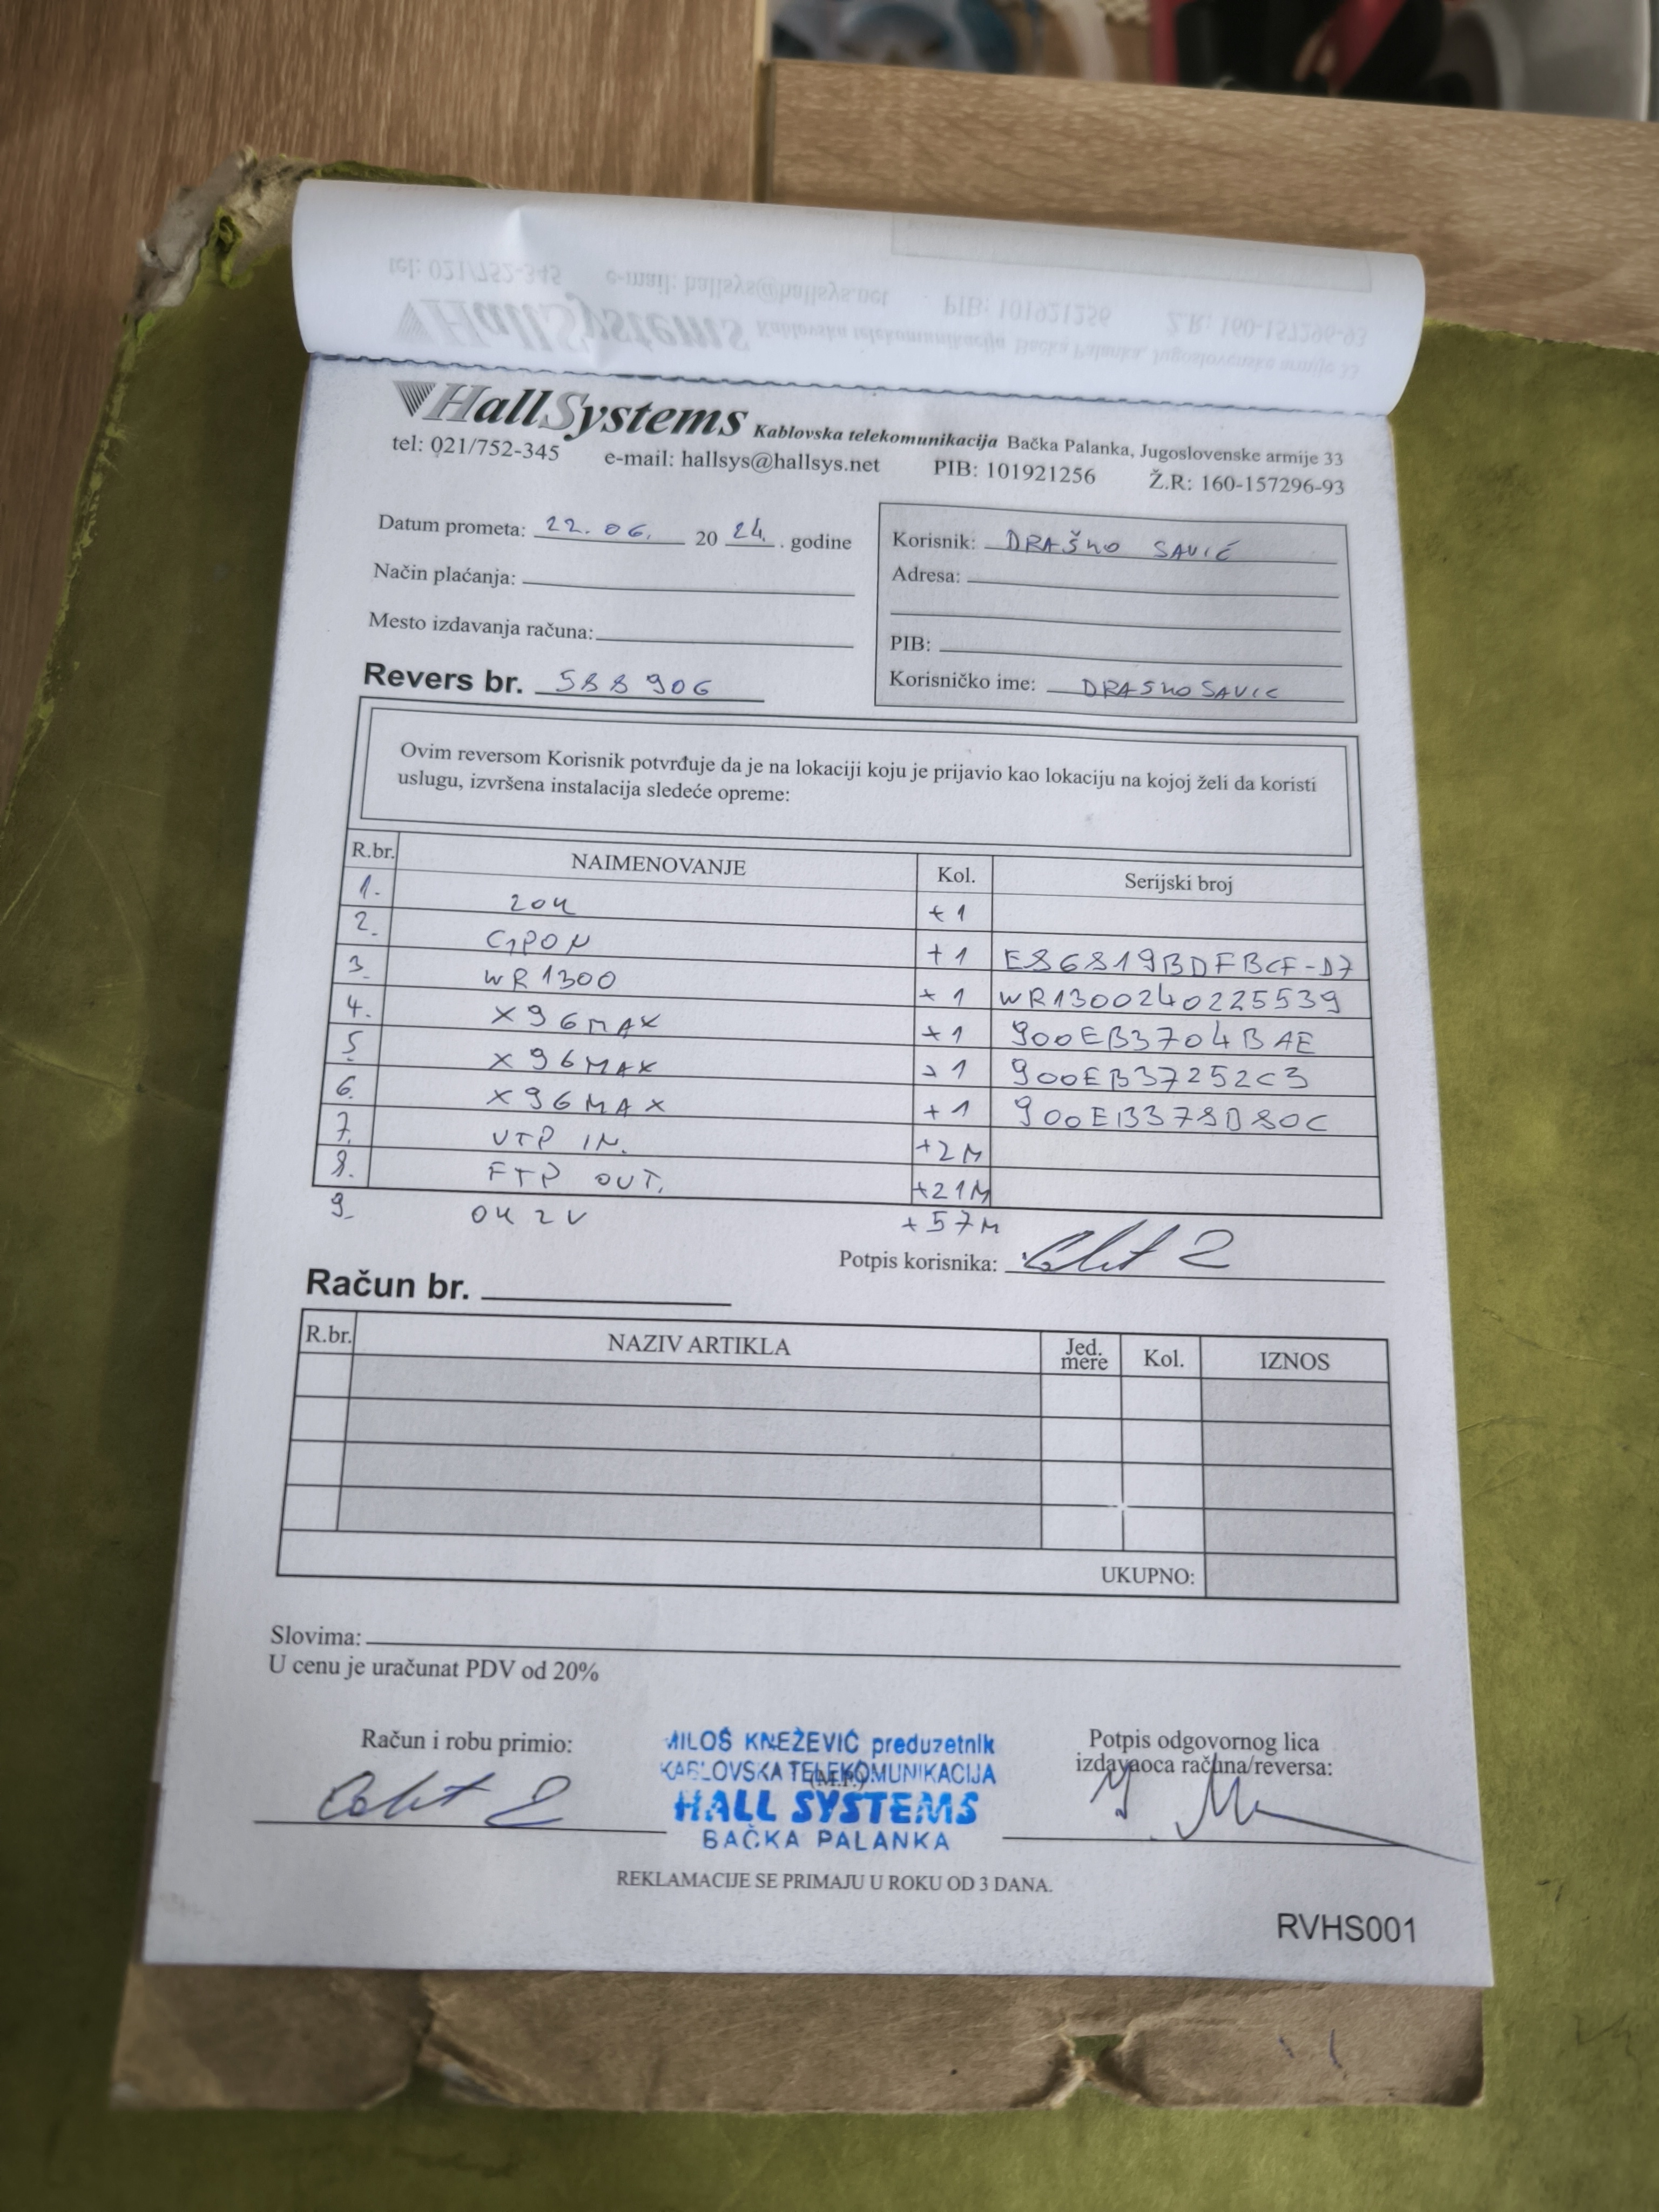 HallSystems Kablovska telekomunikacija Bačka Palanka, Jugoslovenske armije 33
tel: 021/752-345 e-mail: hallsys@hallsys.net PIB: 101921256 Ž.R: 160-157296-93
Datum prometa: 22.06. 20 24. . godine
Način plaćanja:
Mesto izdavanja računa:
Korisnik: DRAŠKO SAVIĆ
Adresa:
PIB:
Korisničko ime: DRASKOSAVIC
Revers br. 588906
Ovim reversom Korisnik potvrđuje da je na lokaciji koju je prijavio kao lokaciju na kojoj želi da koristi
uslugu, izvršena instalacija sledeće opreme:
R.br. NAIMENOVANJE Kol. Serijski broj
1. ZOK +1
2. GPON +1 E86819BDFBCF-D7
3. WR1300 +1 WR1300240225539
4. X96MAX +1 900EB3704BAE
5. X96MAX +1 900EB37252C3
6. X96MAX +1 900EB378D80C
7. UTP IN. +2M
8. FTP OUT. +21M
9. OK 2V +57M
Potpis korisnika:
Račun br.
R.br. NAZIV ARTIKLA Jed. mere Kol. IZNOS
UKUPNO:
Slovima:
U cenu je uračunat PDV od 20%
Račun i robu primio:
MILOŠ KNEŽEVIĆ preduzetnik
KABLOVSKA TELEKOMUNIKACIJA
(M.P.)
HALL SYSTEMS
BAČKA PALANKA
Potpis odgovornog lica
izdavaoca računa/reversa:
REKLAMACIJE SE PRIMAJU U ROKU OD 3 DANA.
RVHS001